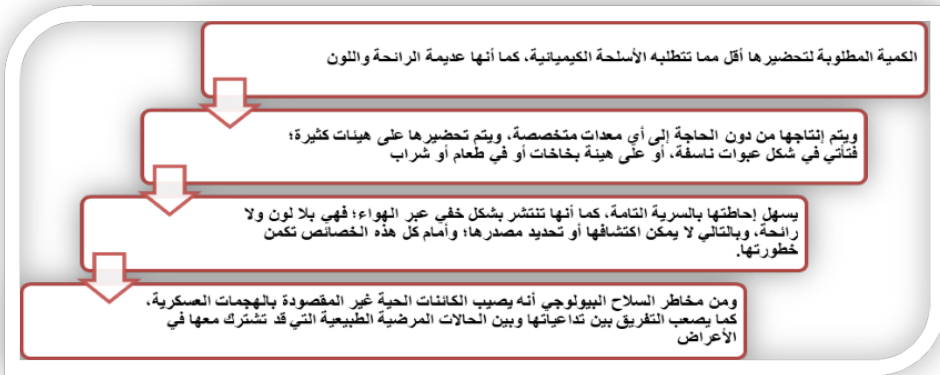 الكمية المطلوبة لتحضيرها أقل مما تتطلبه الأسلحة الكيميائية، كما أنها عديمة الرائحة واللون
ويتم إنتاجها من دون الحاجة إلى أي معدات متخصصة، ويتم تحضيرها على هيئات كثيرة؛
فتأتي في شكل عبوات ناسفة، أو على هيئة بخاخات أو في طعام أو شراب
يسهل إحاطتها بالسرية التامة، كما أنها تنتشر بشكل خفي عبر الهواء؛ فهي بلا لون ولا
رائحة، وبالتالي لا يمكن اكتشافها أو تحديد مصدرها؛ وأمام كل هذه الخصائص تكمن
خطورتها.
ومن مخاطر السلاح البيولوجي أنه يصيب الكائنات الحية غير المقصودة بالهجمات العسكرية،
كما يصعب التفريق بين تداعياتها وبين الحالات المرضية الطبيعية التي قد تشترك معها في
الأعراض